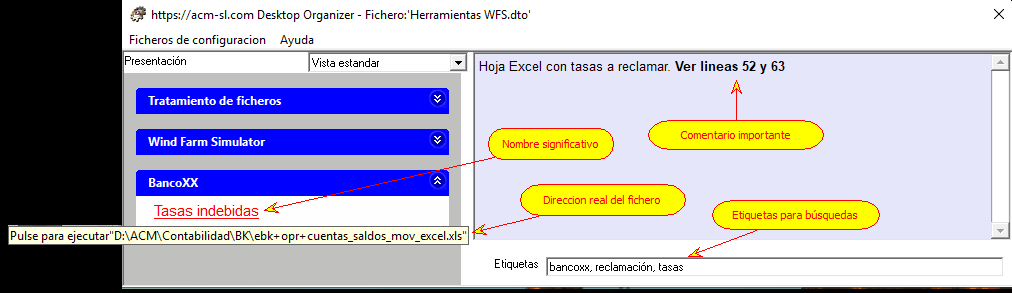 https://acm-sl.com Desktop Organizer - Fichero:'Herramientas WFS.dto'
Ficheros de configuracion Ayuda
Presentación Vista estandar
Hoja Excel con tasas a reclamar. Ver lineas 52 y 63
Tratamiento de ficheros
Comentario importante
Wind Farm Simulator
Nombre significativo
BancoXX
Direccion real del fichero
Tasas indebidas
Etiquetas para búsquedas
Pulse para ejecutar"D:\ACM\Contabilidad\BK\ebk+opr+cuentas_saldos_mov_excel.xls"
Etiquetas bancoxx, reclamación, tasas